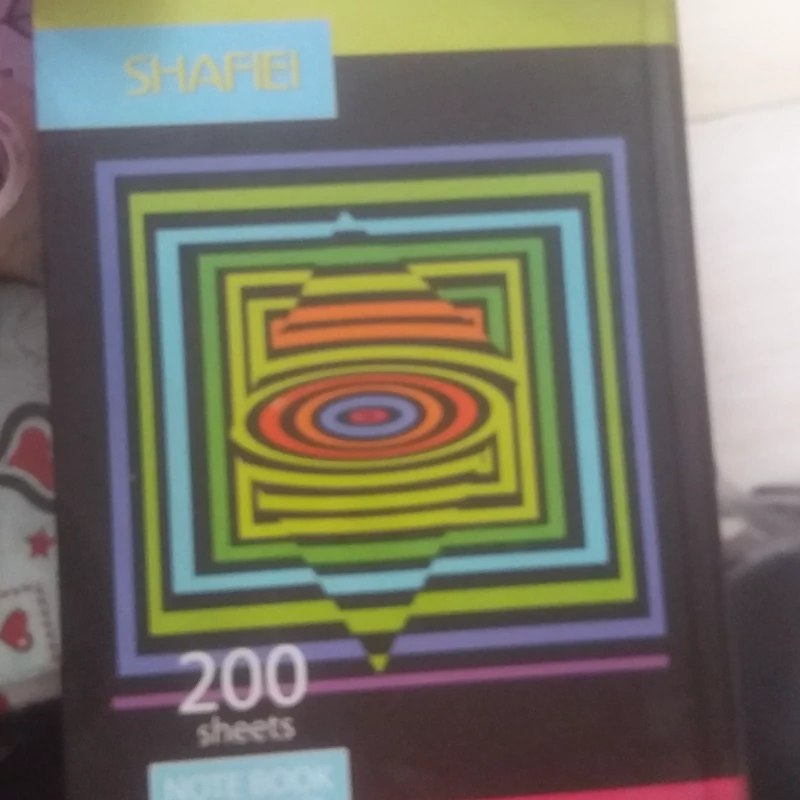 SHAFIEI
200
sheets
NOTE BOOK